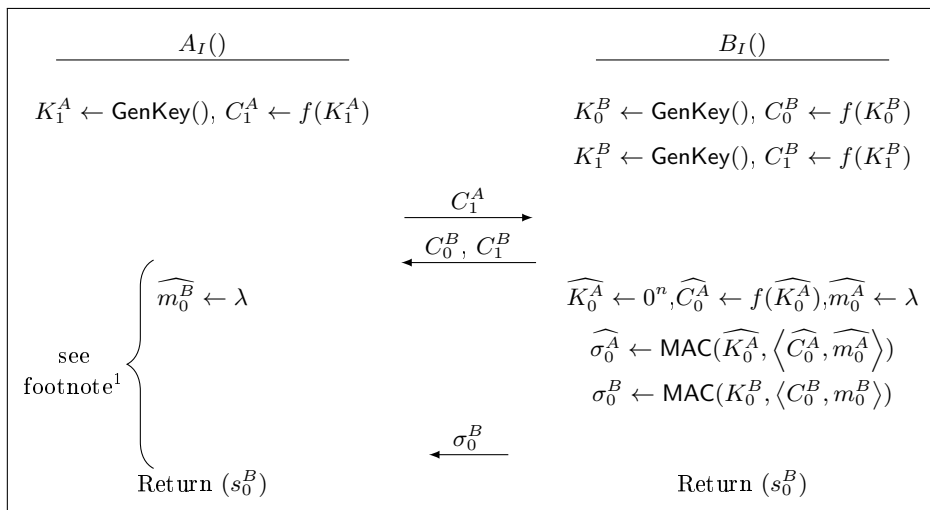 A_I()
B_I()
K_1^A ← GenKey(), C_1^A ← f(K_1^A)
K_0^B ← GenKey(), C_0^B ← f(K_0^B)
K_1^B ← GenKey(), C_1^B ← f(K_1^B)
C_1^A
C_0^B, C_1^B
\widehat{m_0^B} ← λ
\widehat{K_0^A} ← 0^n,\widehat{C_0^A} ← f(\widehat{K_0^A}),\widehat{m_0^A} ← λ
\widehat{σ_0^A} ← MAC(\widehat{K_0^A}, ⟨\widehat{C_0^A}, \widehat{m_0^A}⟩)
see
footnote^1
σ_0^B ← MAC(K_0^B, ⟨C_0^B, m_0^B⟩)
σ_0^B
Return (s_0^B)
Return (s_0^B)